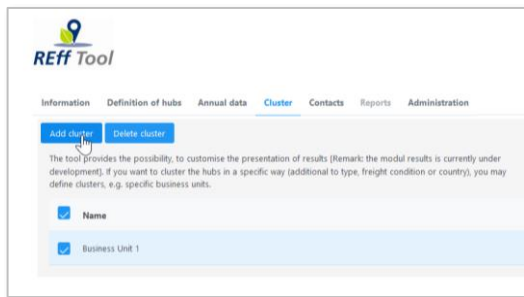 REff Tool
Information Definition of hubs Annual data Cluster Contacts Reports Administration
Add cluster Delete cluster
The tool provides the possibility, to customise the presentation of results (Remark: the modul results is currently under
development). If you want to cluster the hubs in a specific way (additional to type, freight condition or country), you may
define clusters, e.g. specific business units.
Name
Business Unit 1